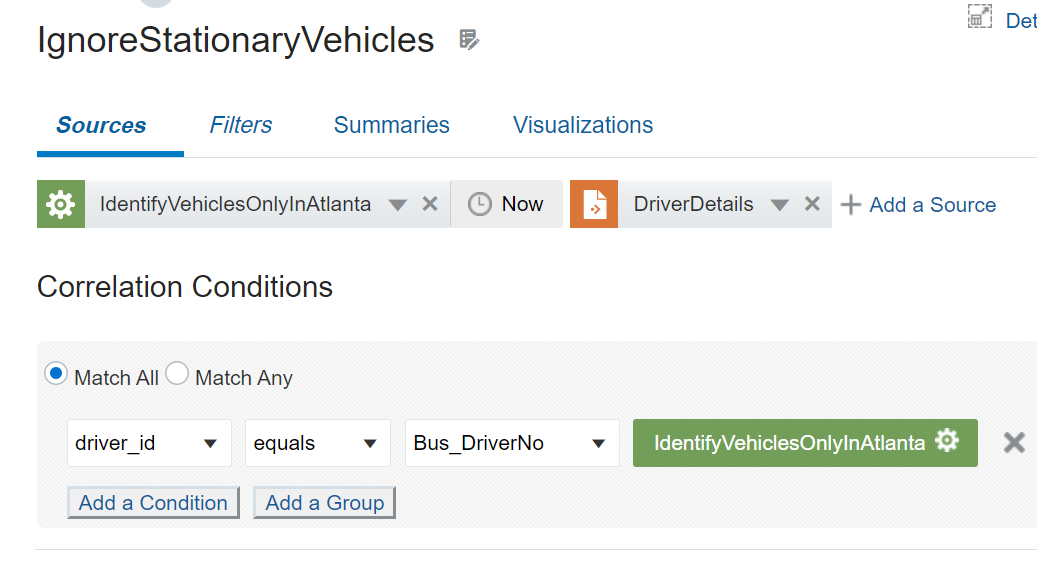 Det
IgnoreStationaryVehicles
Sources Filters Summaries Visualizations
IdentifyVehiclesOnlyInAtlanta Now DriverDetails Add a Source
Correlation Conditions
Match All Match Any
driver_id equals Bus_DriverNo IdentifyVehiclesOnlyInAtlanta
Add a Condition Add a Group